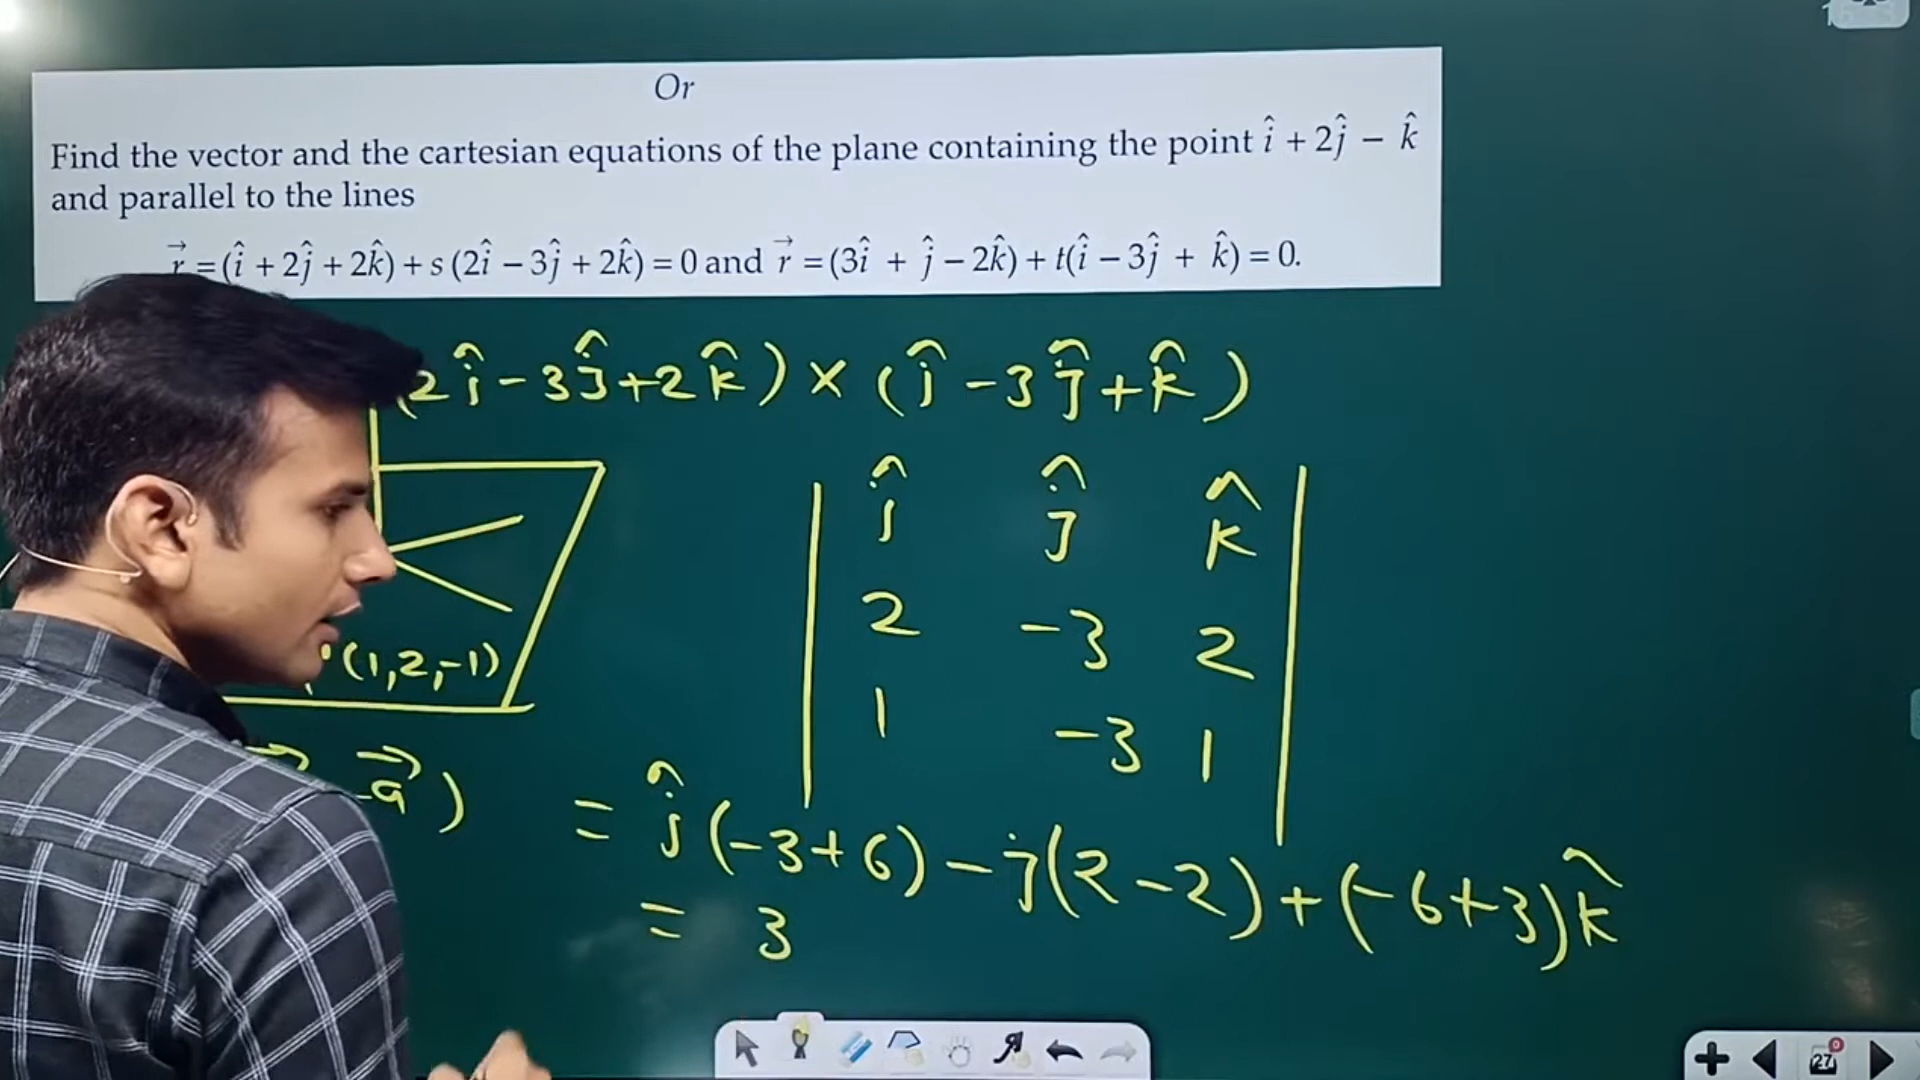 Or
Find the vector and the cartesian equations of the plane containing the point î + 2ĵ − k̂
and parallel to the lines
r⃗ = (î + 2ĵ + 2k̂) + s (2î − 3ĵ + 2k̂) = 0 and r⃗ = (3î + ĵ − 2k̂) + t(î − 3ĵ + k̂) = 0.
(2î - 3ĵ + 2k̂) × (î - 3ĵ + k̂)
î ĵ k̂
2 -3 2
1 -3 1
(1,2,-1)
a⃗ )
= î(-3+6) - j(2-2) + (-6+3)k̂
= 3
27
0